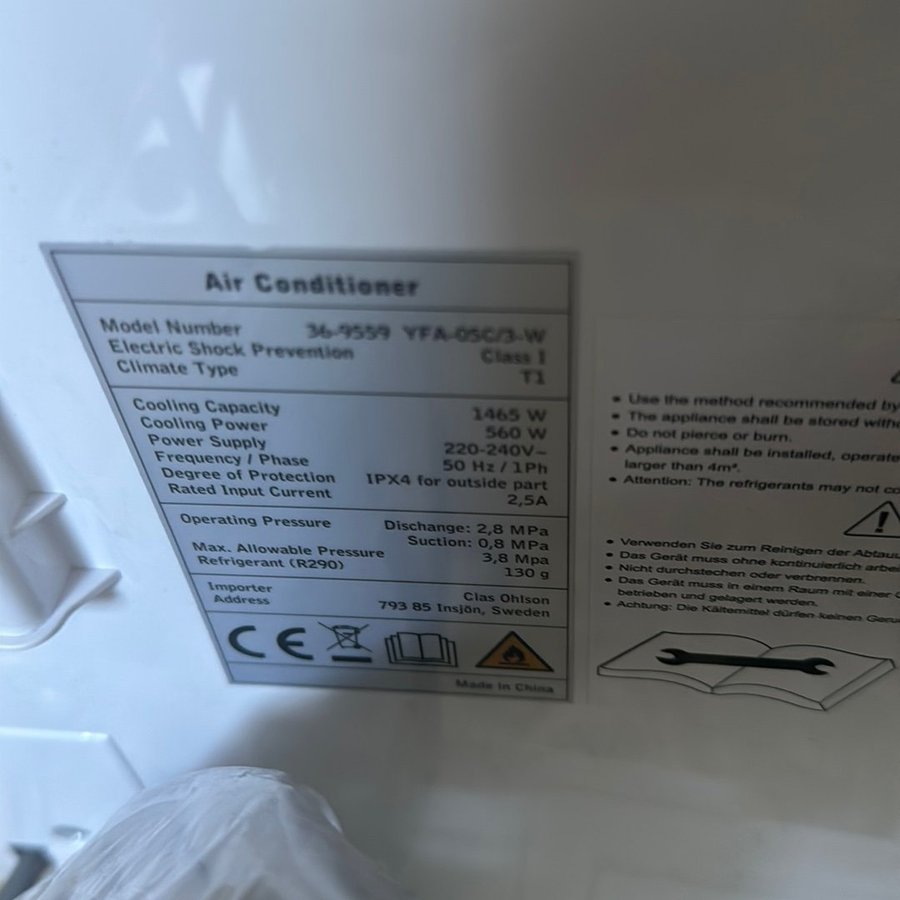 Air Conditioner
Model Number 36-9559 YFA-05C/3-W
Electric Shock Prevention Class I
Climate Type T1
Cooling Capacity 1465 W
Cooling Power 560 W
Power Supply 220-240V~
Frequency / Phase 50 Hz / 1Ph
Degree of Protection IPX4 for outside part
Rated Input Current 2,5A
Operating Pressure Discharge: 2,8 MPa
Suction: 0,8 MPa
Max. Allowable Pressure 3,8 Mpa
Refrigerant (R290) 130 g
Importer Clas Ohlson
Address 793 85 Insjön, Sweden
CE
Made in China
• Use the method recommended by
• The appliance shall be stored
• Do not pierce or burn.
• Appliance shall be installed,
larger than 4m².
• Attention: The refrigerants may not
• Verwenden Sie zum Reinigen der
• Das Gerät muss ohne kontinuierlich
• Nicht durchstechen oder verbrennen.
• Das Gerät muss in einem Raum mit einer
betrieben und gelagert werden.
• Achtung: Die Kältemittel dürfen keinen